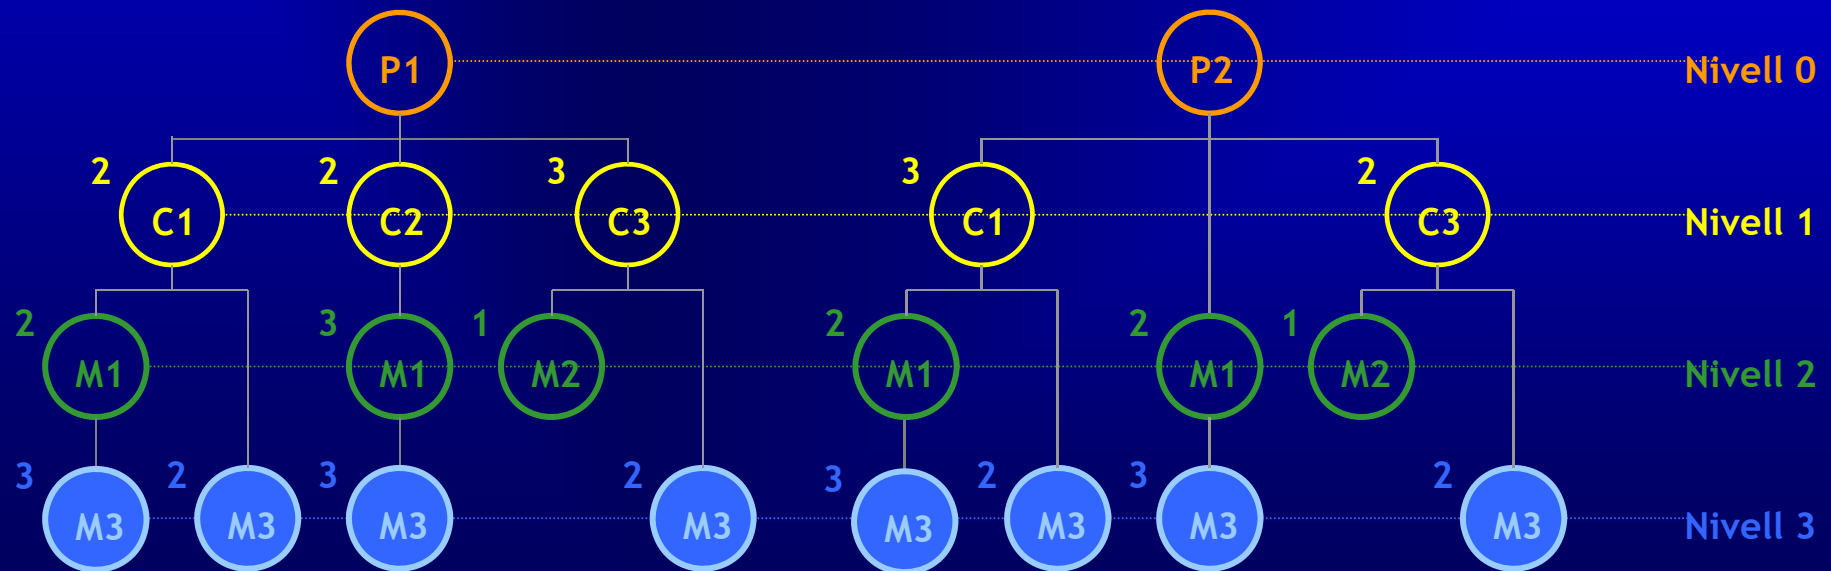 P1 P2 Nivell 0
2 2 3 3 2
C1 C2 C3 C1 C3 Nivell 1
2 3 1 2 2 1
M1 M1 M2 M1 M1 M2 Nivell 2
3 2 3 2 3 2 3 2
M3 M3 M3 M3 M3 M3 M3 M3 Nivell 3